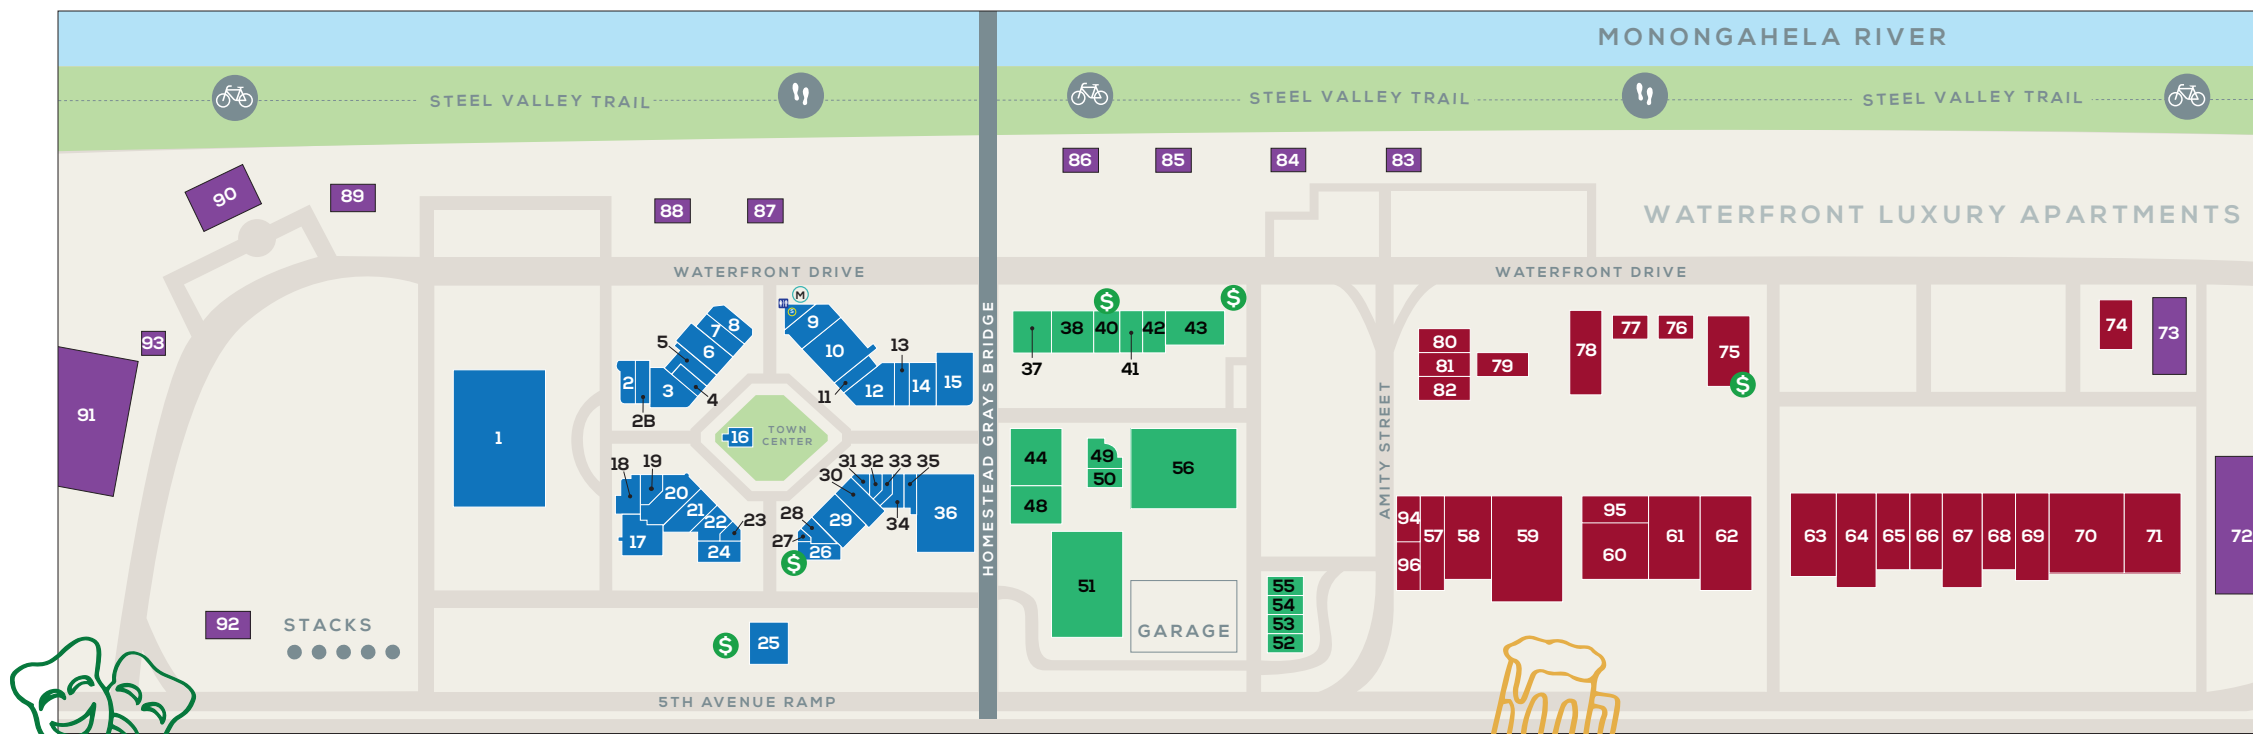 MONONGAHELA RIVER
STEEL VALLEY TRAIL
STEEL VALLEY TRAIL
STEEL VALLEY TRAIL
86 85 84 83
90 89 88 87
WATERFRONT LUXURY APARTMENTS
WATERFRONT DRIVE
WATERFRONT DRIVE
M
$ $
9 7 8
37 38 40 41 42 43
74 73
78 77 76 75
$
80
81 79
82
93
91
1
5 6 10 13
2 2B 3 4 11 12 14 15
16
TOWN
CENTER
HOMESTEAD GRAYS BRIDGE
AMITY STREET
18 19 20 21 22 23 17 24
30 31 32 33 35 34
28 27 29 26 36
$
44 49 50 56
48
51
GARAGE
55
54
53
52
94 57 58 59 96
95 60 61 62
63 64 65 66 67 68 69 70 71
72
92
STACKS
$ 25
5TH AVENUE RAMP